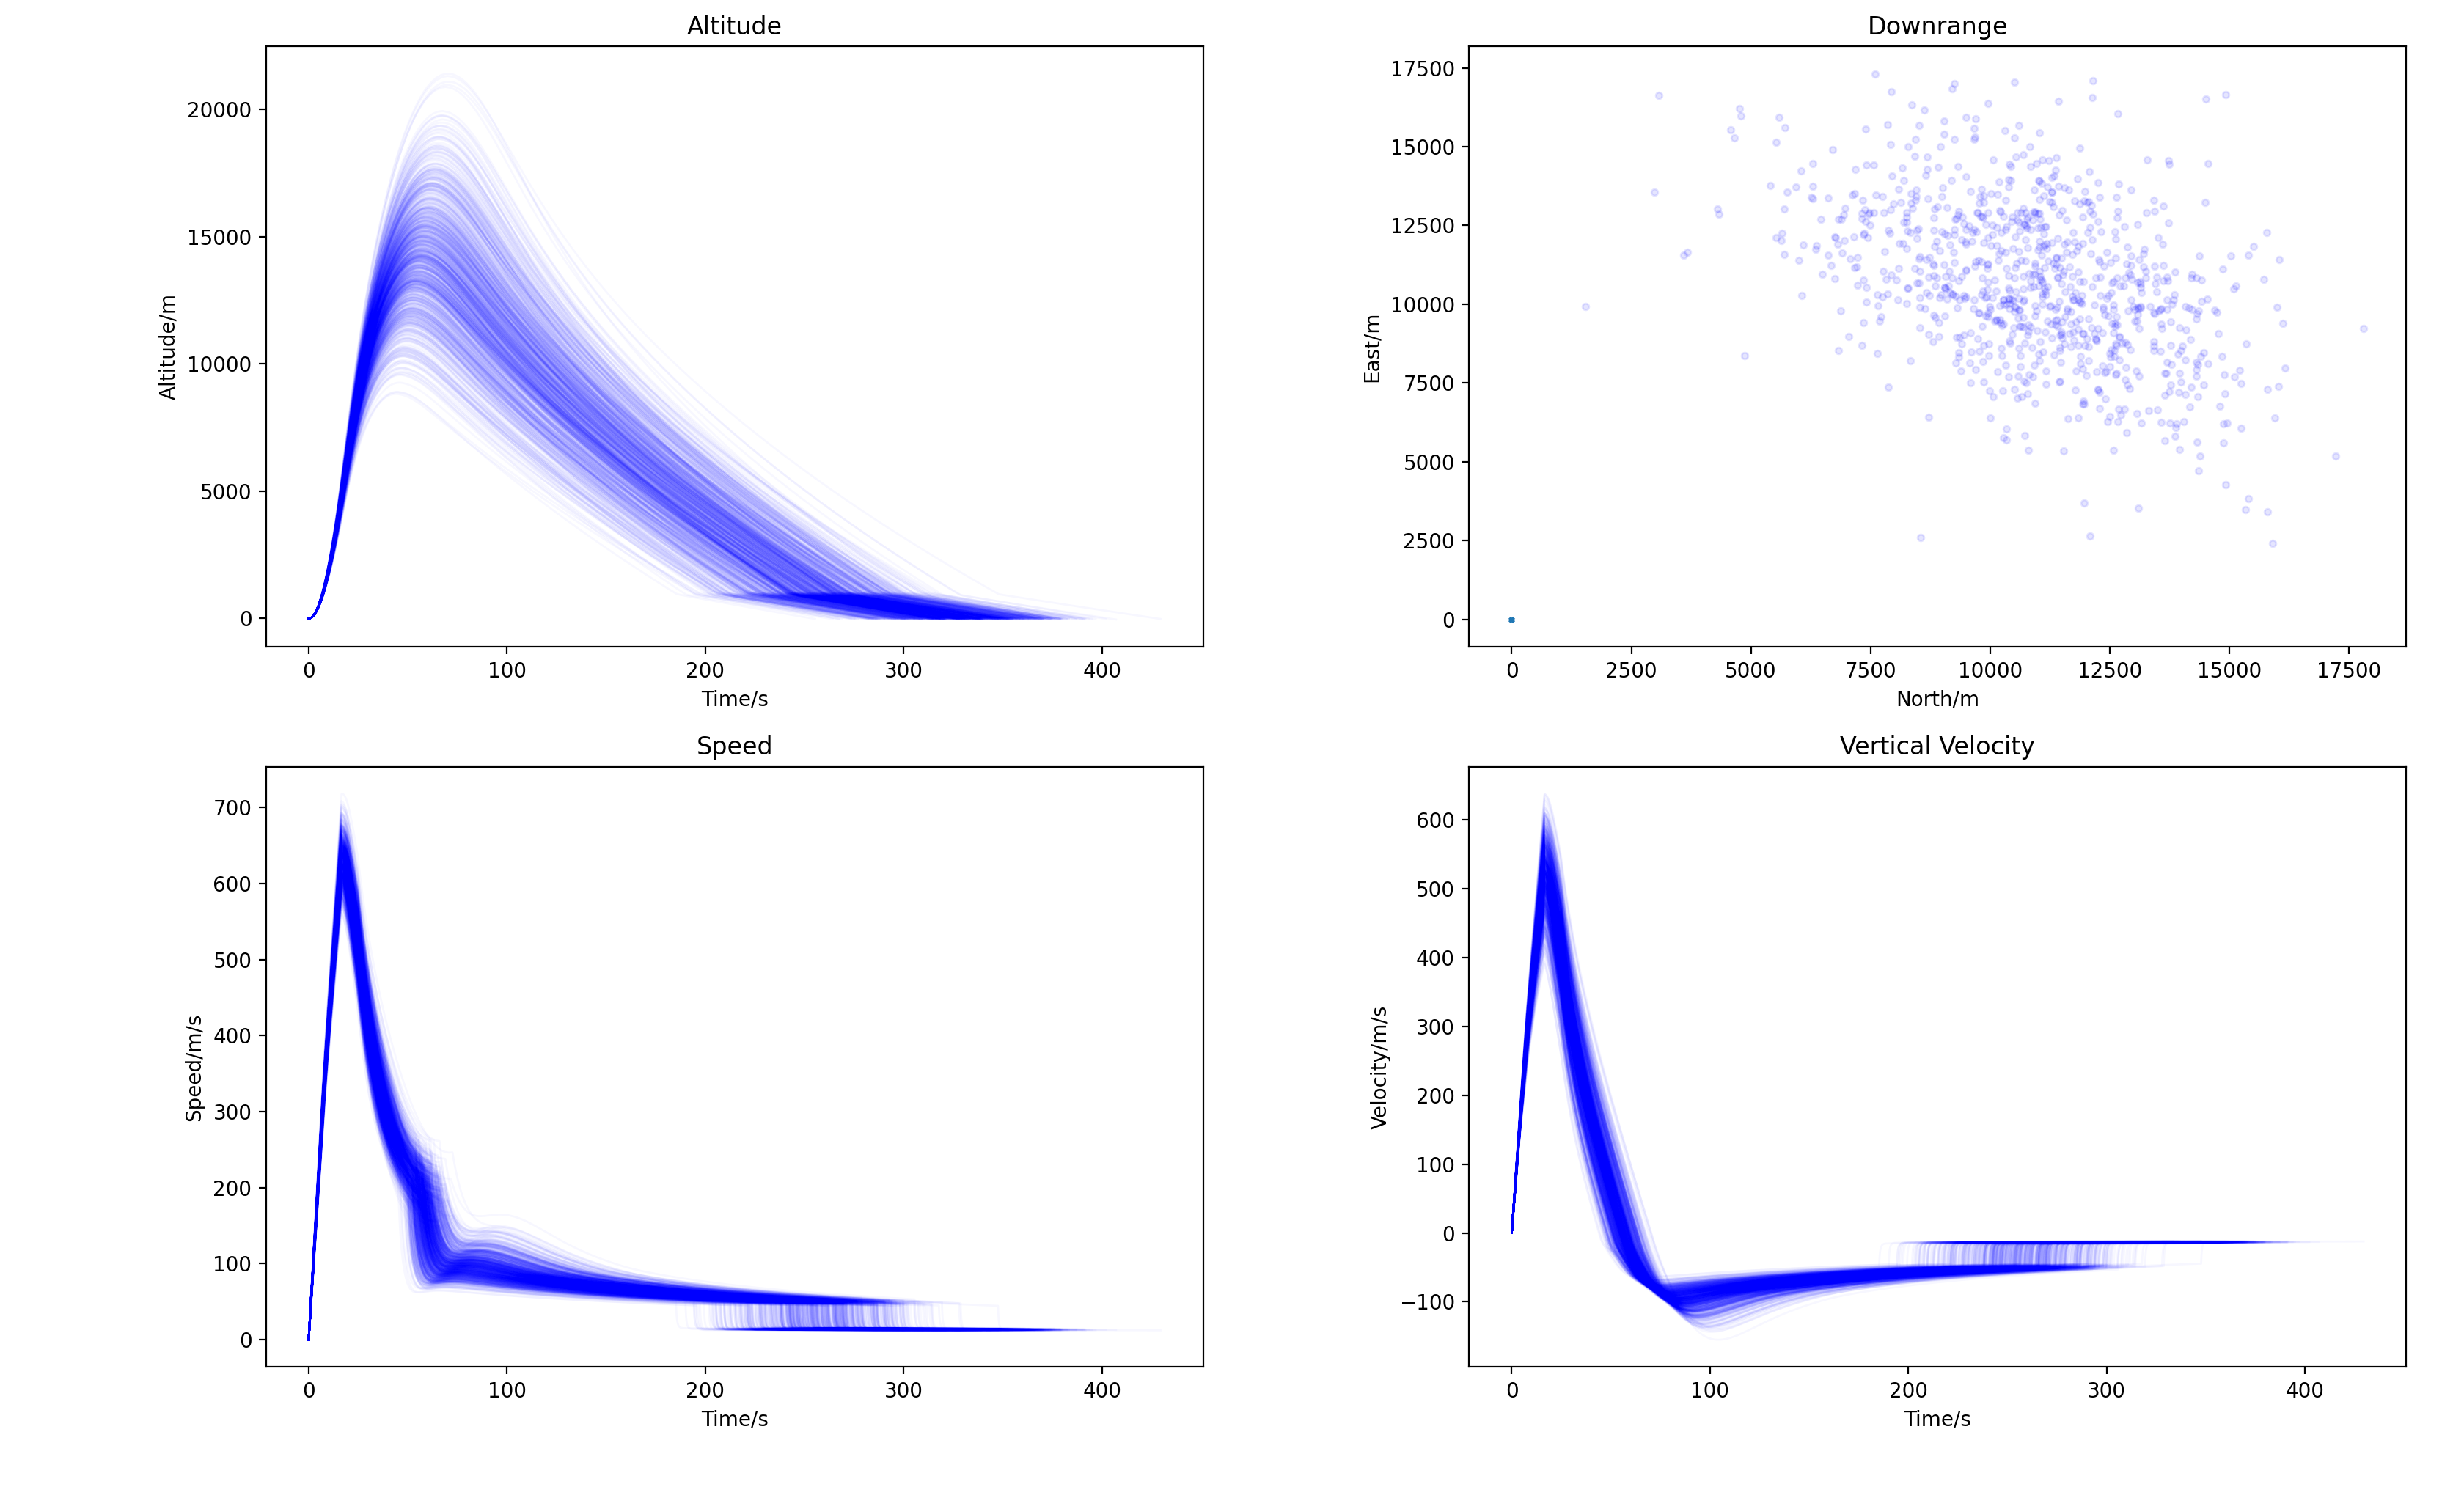 Altitude
20000
15000
10000
5000
0
Altitude/m
0 100 200 300 400
Time/s
Downrange
17500
15000
12500
10000
7500
5000
2500
0
East/m
0 2500 5000 7500 10000 12500 15000 17500
North/m
Speed
700
600
500
400
300
200
100
0
Speed/m/s
0 100 200 300 400
Time/s
Vertical Velocity
600
500
400
300
200
100
0
−100
Velocity/m/s
0 100 200 300 400
Time/s